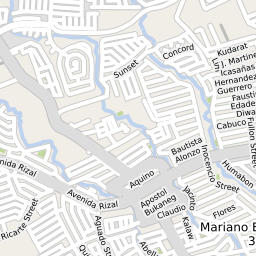 Kudarat
Concord
J. Martinez
Sunset
Icasañas
Hernandez
Guerrero
Faustino
Edades
Diwa
Cabuco
Bautista
Alonzo
Inocencio
Humabon
Street
Avenida Rizal
Avenida Rizal
Aquino
Jacinto
Apostol
Bukaneg
Claudio
Kalaw
Flores
Ricarte Street
Aguado Street
Mariano E
3